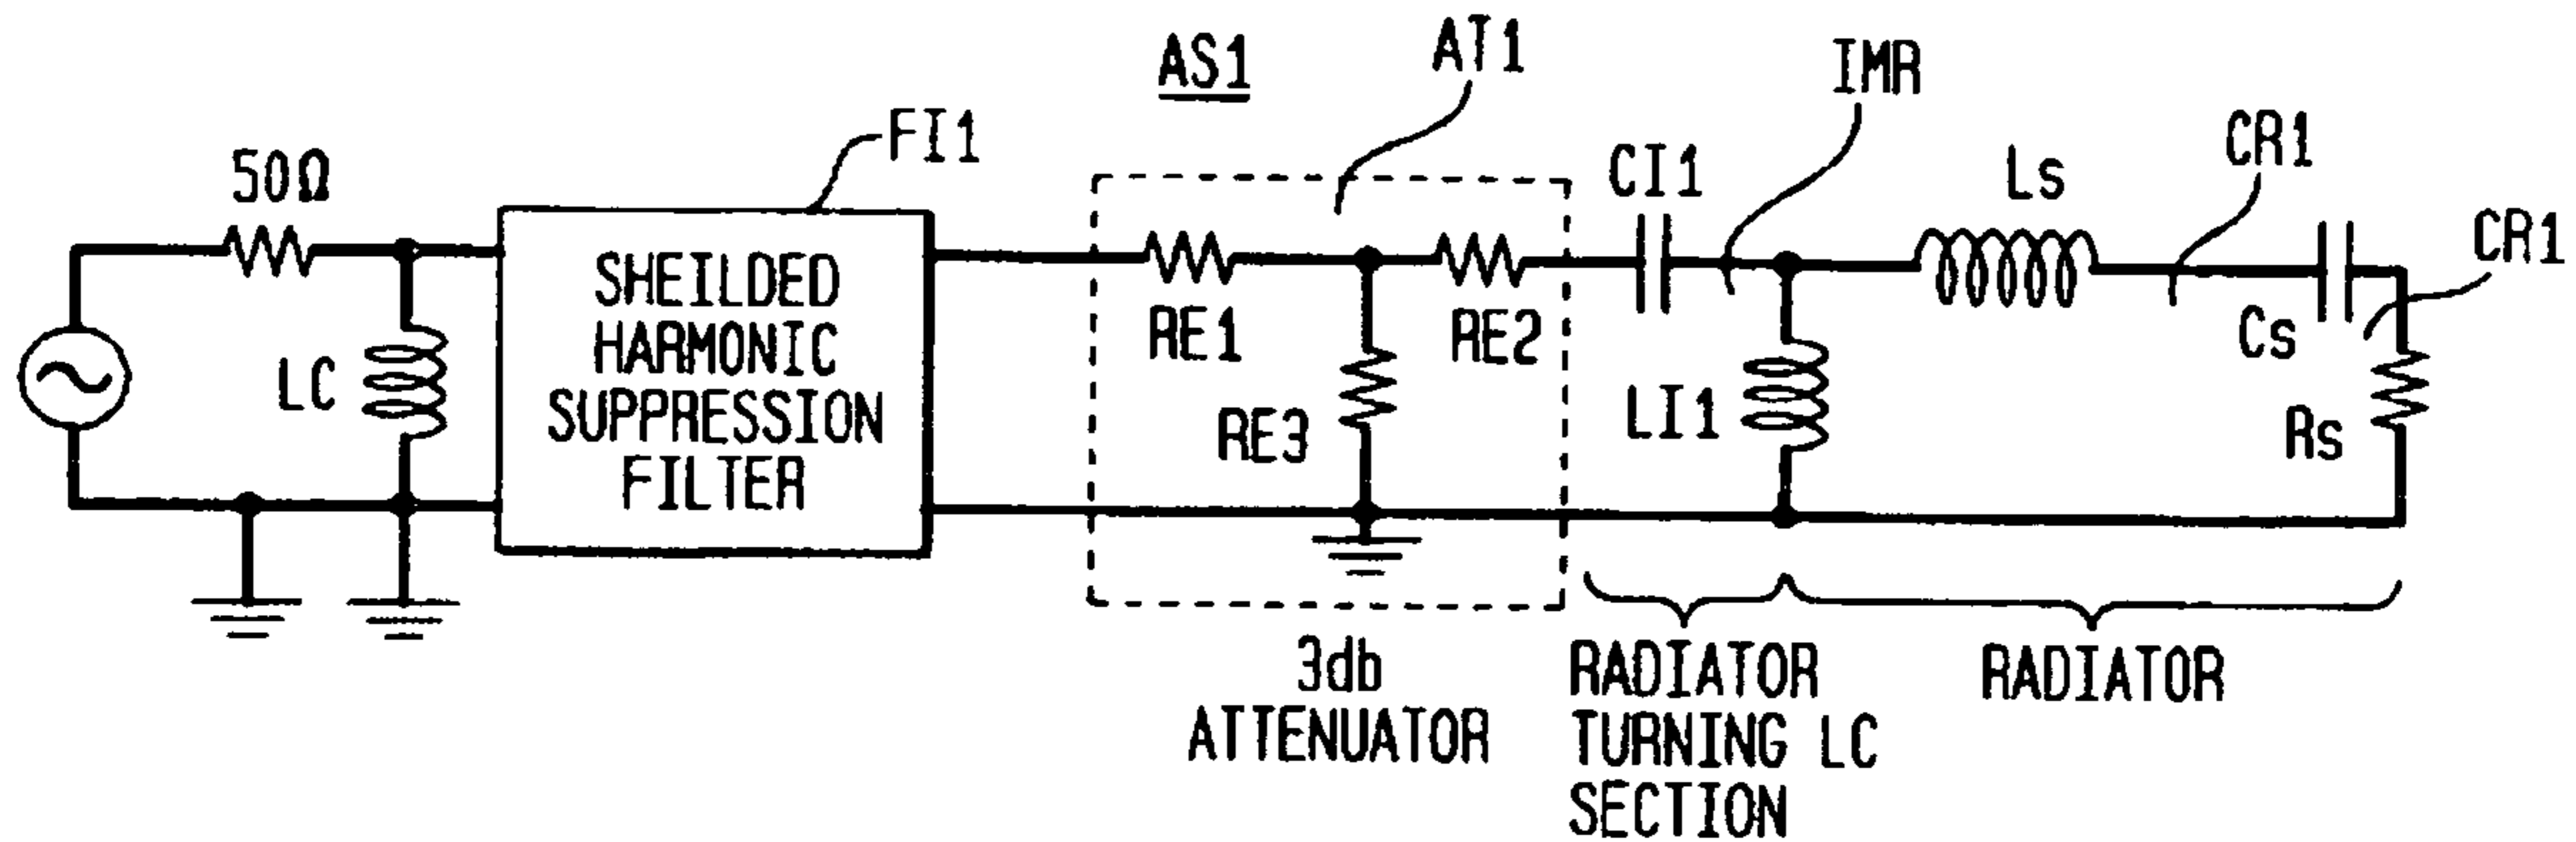 AS1
AT1
IMR
FI1
50Ω
CI1
Ls
CR1
CR1
SHEILDED
HARMONIC
SUPPRESSION
FILTER
LC
RE1
RE2
RE3
LI1
Cs
Rs
3db
ATTENUATOR
RADIATOR
TURNING LC
SECTION
RADIATOR